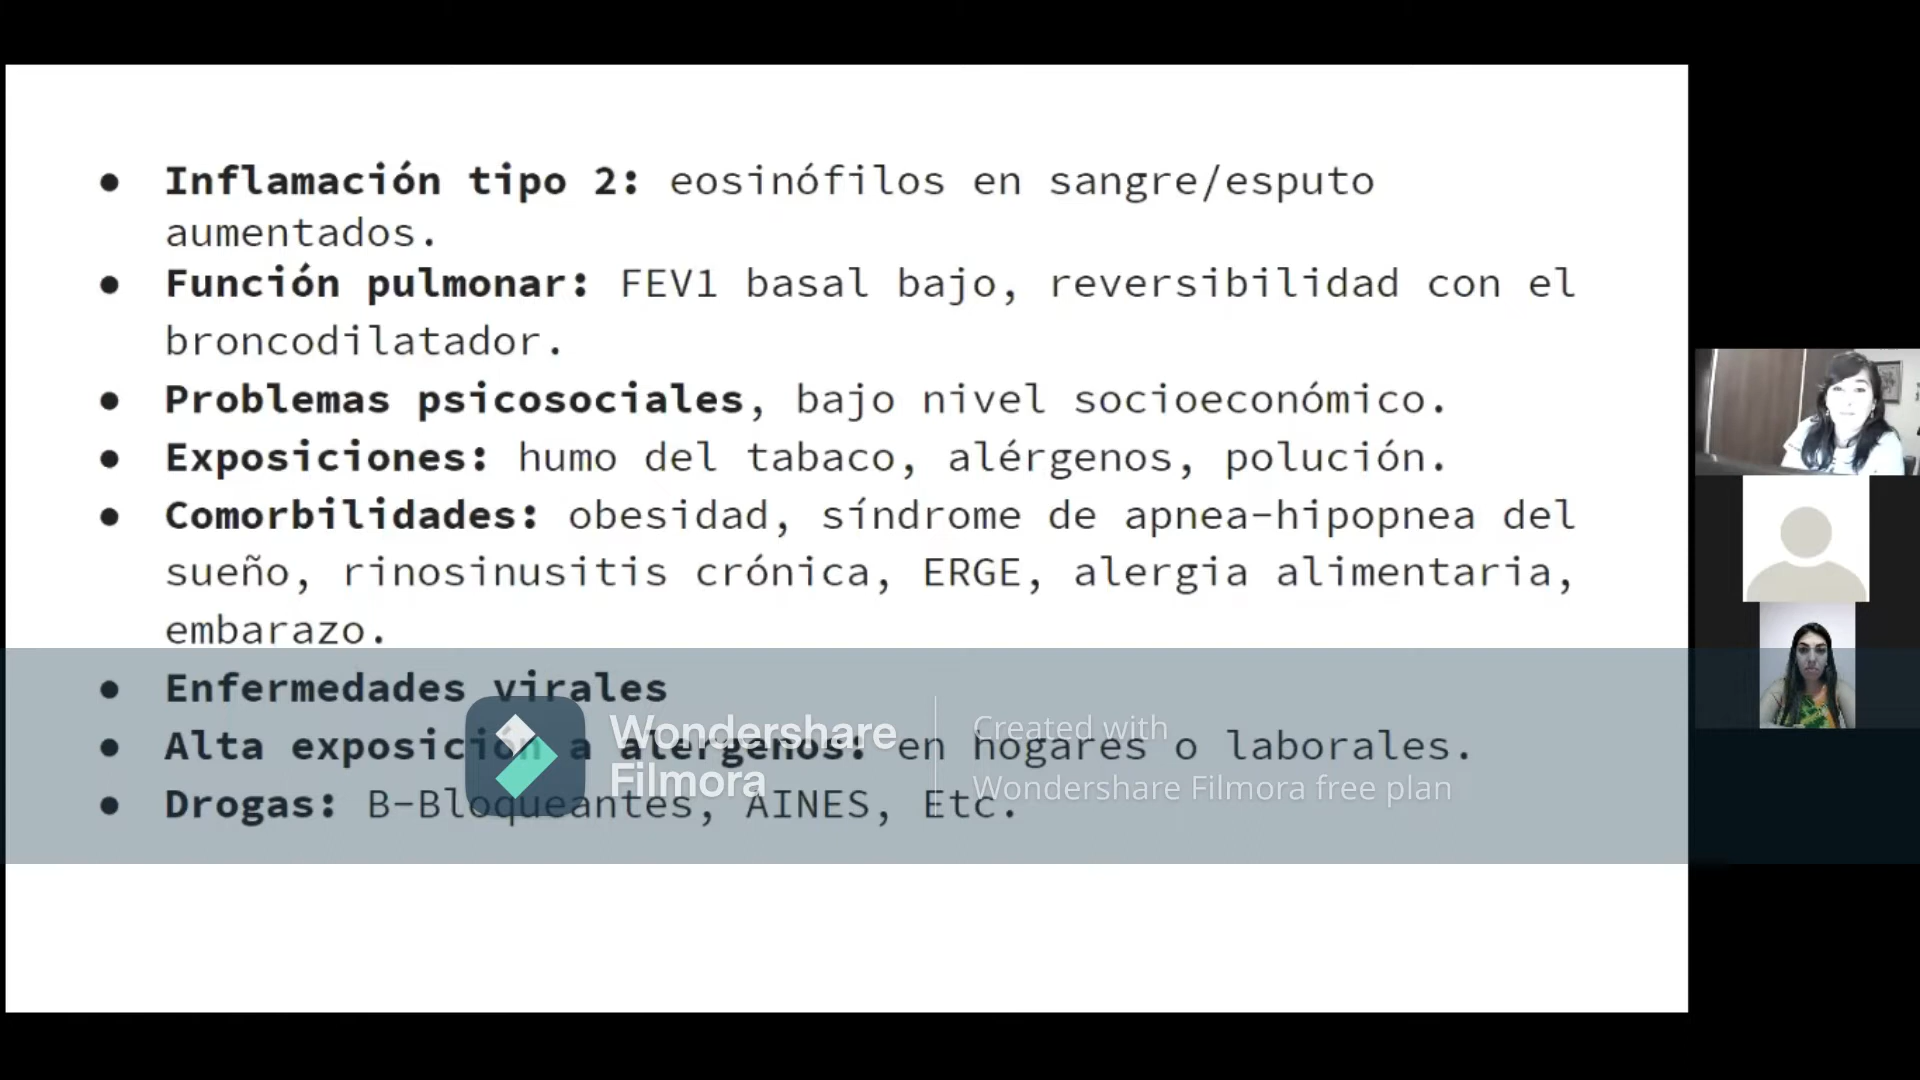 ● Inflamación tipo 2: eosinófilos en sangre/esputo
aumentados.
● Función pulmonar: FEV1 basal bajo, reversibilidad con el
broncodilatador.
● Problemas psicosociales, bajo nivel socioeconómico.
● Exposiciones: humo del tabaco, alérgenos, polución.
● Comorbilidades: obesidad, síndrome de apnea-hipopnea del
sueño, rinosinusitis crónica, ERGE, alergia alimentaria,
embarazo.
● Enfermedades virales
● Alta exposición a alergenos: en hogares o laborales.
● Drogas: B-Bloqueantes, AINES, Etc.
Wondershare
Filmora
Created with
Wondershare Filmora free plan